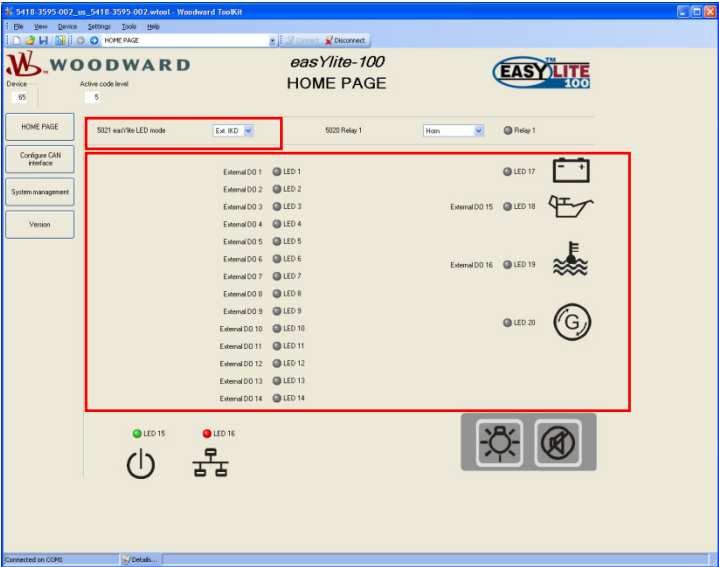 5418-3595-002_us_5418-3595-002.wtool - Woodward ToolKit
File View Device Settings Tools Help
HOME PAGE Connect Disconnect
WOODWARD
easYlite-100
HOME PAGE
EASYLITE TM
100
Device Active code level
65 5
HOME PAGE
Configure CAN
interface
System management
Version
5021 easYlite LED mode Ext. IKD 5020 Relay 1 Horn Relay 1
External DO 1 LED 1 LED 17
External DO 2 LED 2
External DO 3 LED 3 External DO 15 LED 18
External DO 4 LED 4
External DO 5 LED 5
External DO 6 LED 6 External DO 16 LED 19
External DO 7 LED 7
External DO 8 LED 8
External DO 9 LED 9
External DO 10 LED 10 LED 20
External DO 11 LED 11
External DO 12 LED 12
External DO 13 LED 13
External DO 14 LED 14
G
LED 15 LED 16
Connected on COM1 Details...